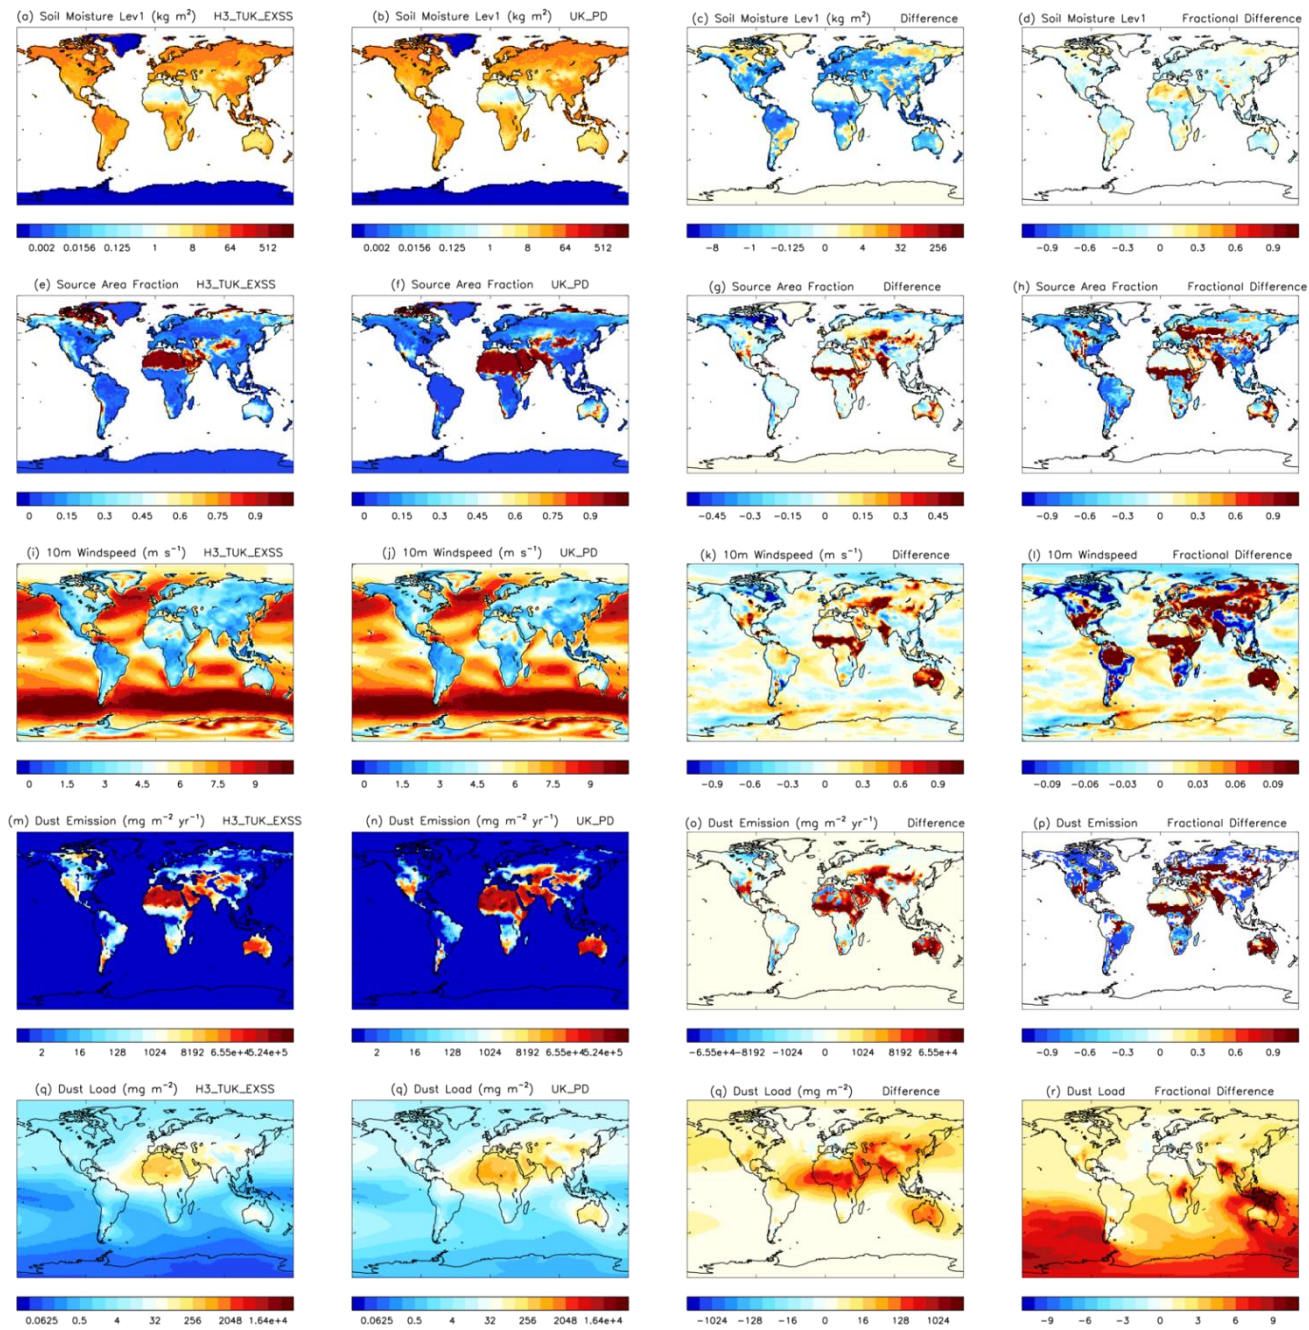 (a) Soil Moisture Lev1 (kg m²) H3_TUK_EXSS (b) Soil Moisture Lev1 (kg m²) UK_PD (c) Soil Moisture Lev1 (kg m²) Difference (d) Soil Moisture Lev1 Fractional Difference
0.002 0.0156 0.125 1 8 64 512 0.002 0.0156 0.125 1 8 64 512 -8 -1 -0.125 0 4 32 256 -0.9 -0.6 -0.3 0 0.3 0.6 0.9
(e) Source Area Fraction H3_TUK_EXSS (f) Source Area Fraction UK_PD (g) Source Area Fraction Difference (h) Source Area Fraction Fractional Difference
0 0.15 0.3 0.45 0.6 0.75 0.9 0 0.15 0.3 0.45 0.6 0.75 0.9 -0.45 -0.3 -0.15 0 0.15 0.3 0.45 -0.9 -0.6 -0.3 0 0.3 0.6 0.9
(i) 10m Windspeed (m s⁻¹) H3_TUK_EXSS (j) 10m Windspeed (m s⁻¹) UK_PD (k) 10m Windspeed (m s⁻¹) Difference (l) 10m Windspeed Fractional Difference
0 1.5 3 4.5 6 7.5 9 0 1.5 3 4.5 6 7.5 9 -0.9 -0.6 -0.3 0 0.3 0.6 0.9 -0.09 -0.06 -0.03 0 0.03 0.06 0.09
(m) Dust Emission (mg m⁻² yr⁻¹) H3_TUK_EXSS (n) Dust Emission (mg m⁻² yr⁻¹) UK_PD (o) Dust Emission (mg m⁻² yr⁻¹) Difference (p) Dust Emission Fractional Difference
2 16 128 1024 8192 6.55e+45.24e+5 2 16 128 1024 8192 6.55e+45.24e+5 -6.55e+4-8192 -1024 0 1024 8192 6.55e+4 -0.9 -0.6 -0.3 0 0.3 0.6 0.9
(q) Dust Load (mg m⁻²) H3_TUK_EXSS (q) Dust Load (mg m⁻²) UK_PD (q) Dust Load (mg m⁻²) Difference (r) Dust Load Fractional Difference
0.0625 0.5 4 32 256 2048 1.64e+4 0.0625 0.5 4 32 256 2048 1.64e+4 -1024 -128 -16 0 16 128 1024 -9 -6 -3 0 3 6 9